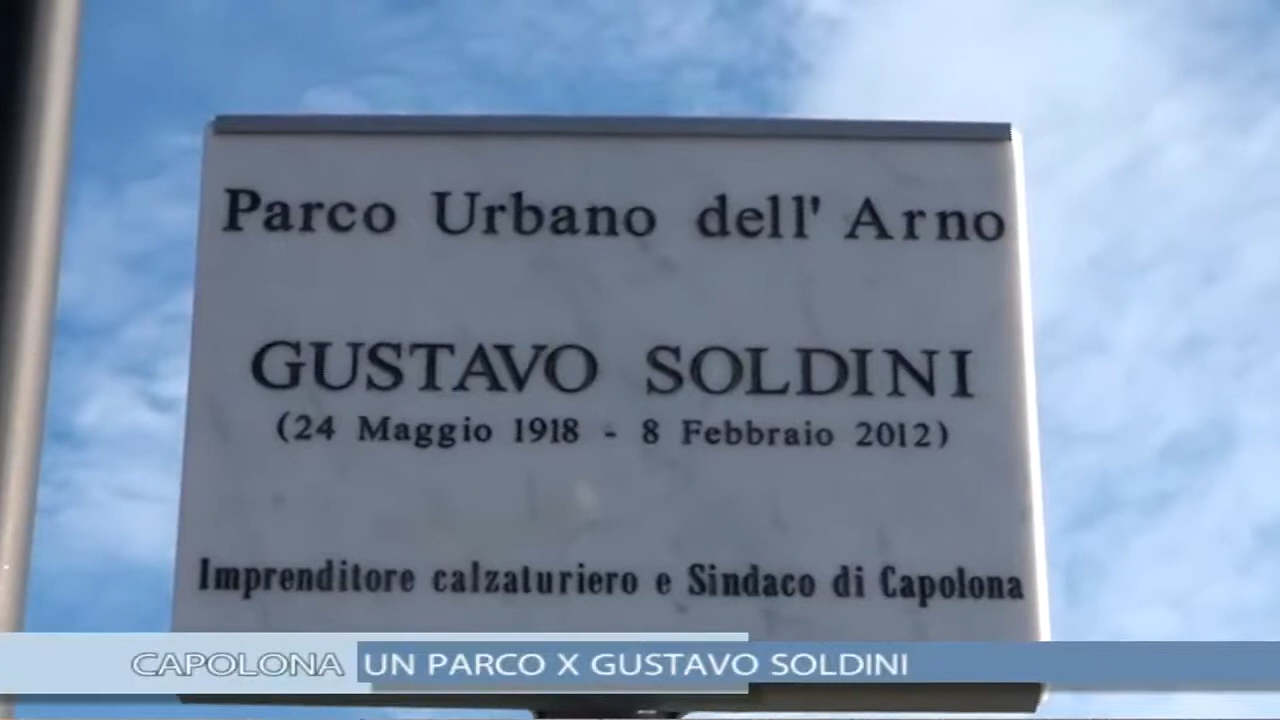 Parco Urbano dell' Arno
GUSTAVO SOLDINI
(24 Maggio 1918 - 8 Febbraio 2012)
Imprenditore calzaturiero e Sindaco di Capolona
CAPOLONA UN PARCO X GUSTAVO SOLDINI